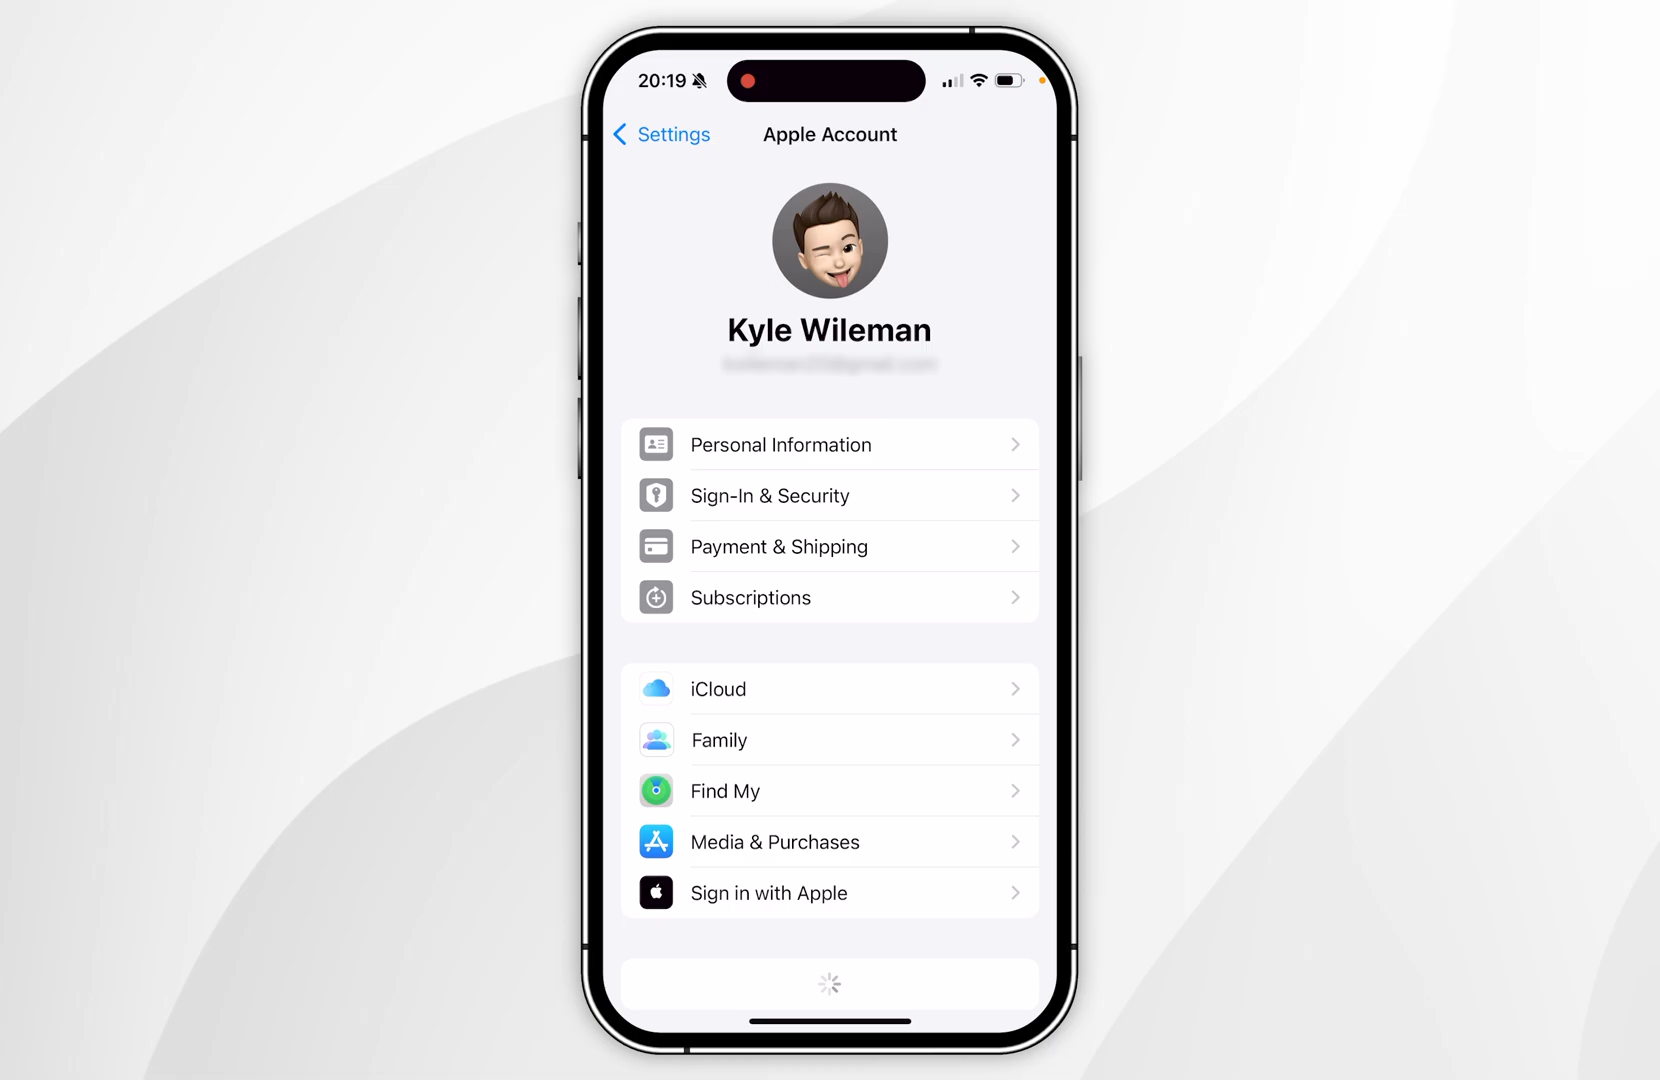 20:19
Settings
Apple Account
Kyle Wileman
Personal Information
Sign-In & Security
Payment & Shipping
Subscriptions
iCloud
Family
Find My
Media & Purchases
Sign in with Apple